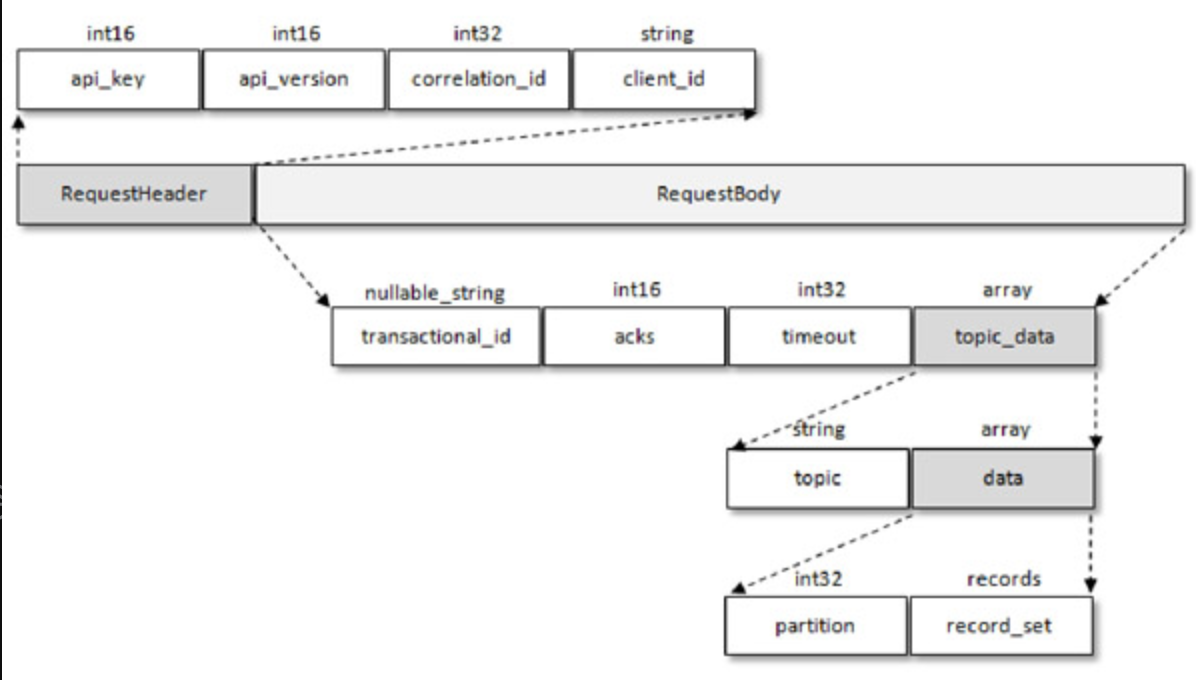 int16 int16 int32 string
api_key api_version correlation_id client_id
RequestHeader RequestBody
nullable_string int16 int32 array
transactional_id acks timeout topic_data
string array
topic data
int32 records
partition record_set